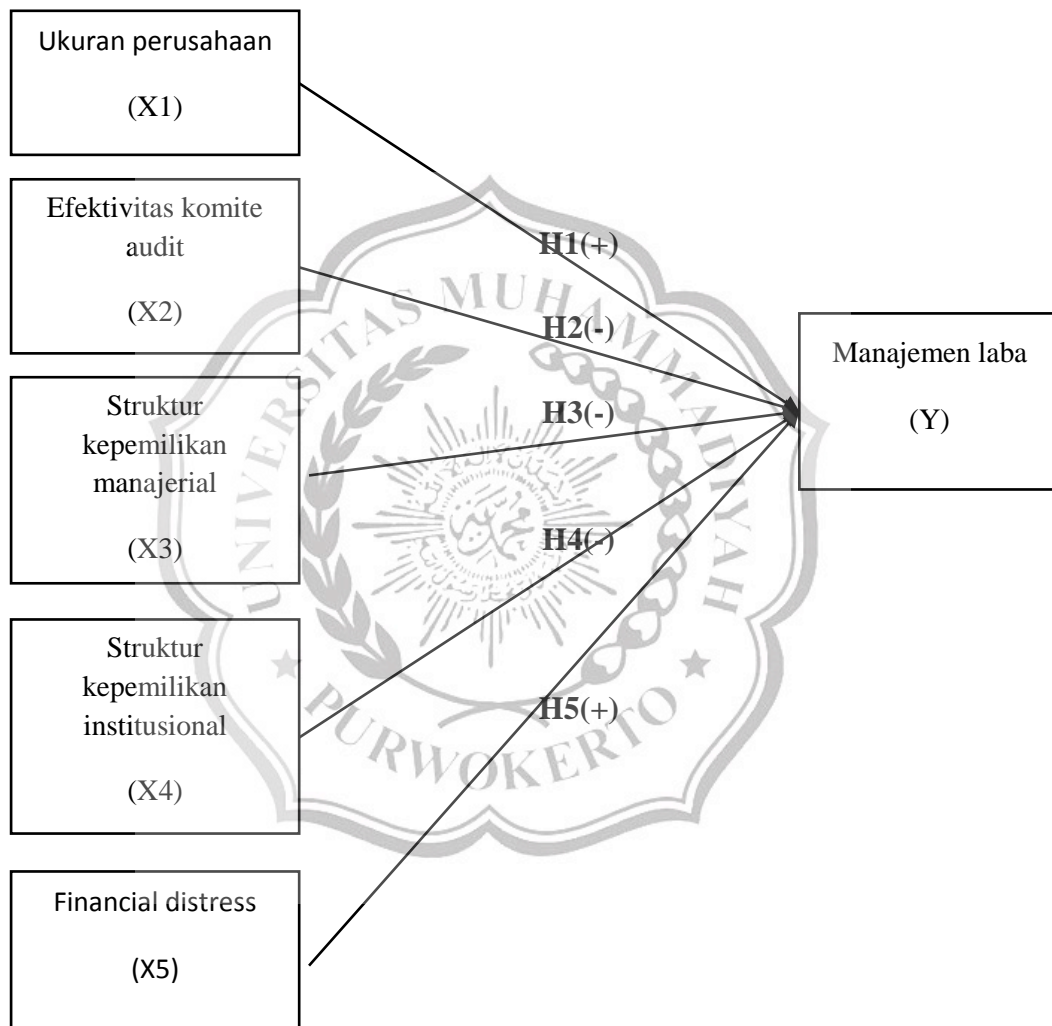 Ukuran perusahaan
(X1)
Efektivitas komite
audit
(X2)
Struktur
kepemilikan
manajerial
(X3)
Struktur
kepemilikan
institusional
(X4)
Financial distress
(X5)
H1(+)
H2(-)
H3(-)
H4(-)
H5(+)
Manajemen laba
(Y)
UNIVERSITAS MUHAMMADIYAH
PURWOKERTO